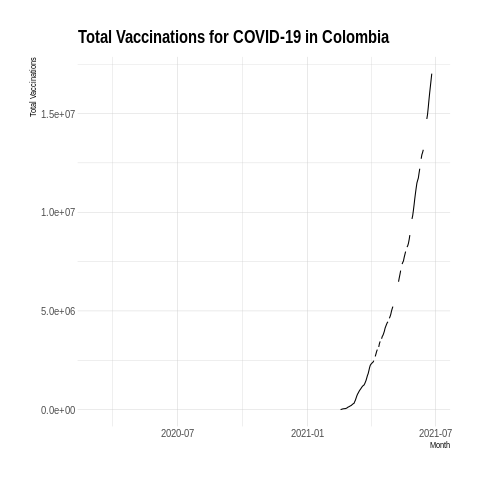 Total Vaccinations for COVID-19 in Colombia
Total Vaccinations
1.5e+07
1.0e+07
5.0e+06
0.0e+00
2020-07 2021-01 2021-07
Month